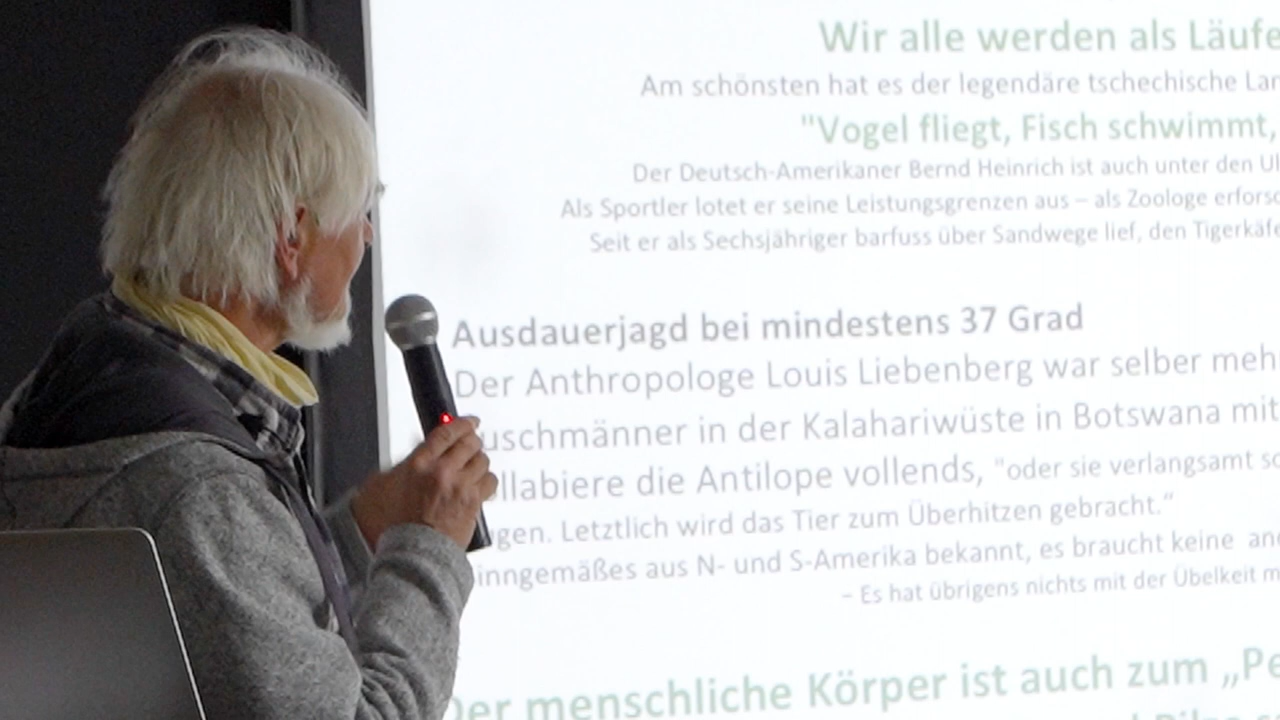 Wir alle werden als Läufe
Am schönsten hat es der legendäre tschechische Lan
"Vogel fliegt, Fisch schwimmt,
Der Deutsch-Amerikaner Bernd Heinrich ist auch unter den Ul
Als Sportler lotet er seine Leistungsgrenzen aus – als Zoologe erforsc
Seit er als Sechsjähriger barfuss über Sandwege lief, den Tigerkäfe
Ausdauerjagd bei mindestens 37 Grad
Der Anthropologe Louis Liebenberg war selber meh
uschmänner in der Kalahariwüste in Botswana mit
llabiere die Antilope vollends, "oder sie verlangsamt so
gen. Letztlich wird das Tier zum Überhitzen gebracht."
inngemäßes aus N- und S-Amerika bekannt, es braucht keine and
– Es hat übrigens nichts mit der Übelkeit m
Der menschliche Körper ist auch zum „Pe